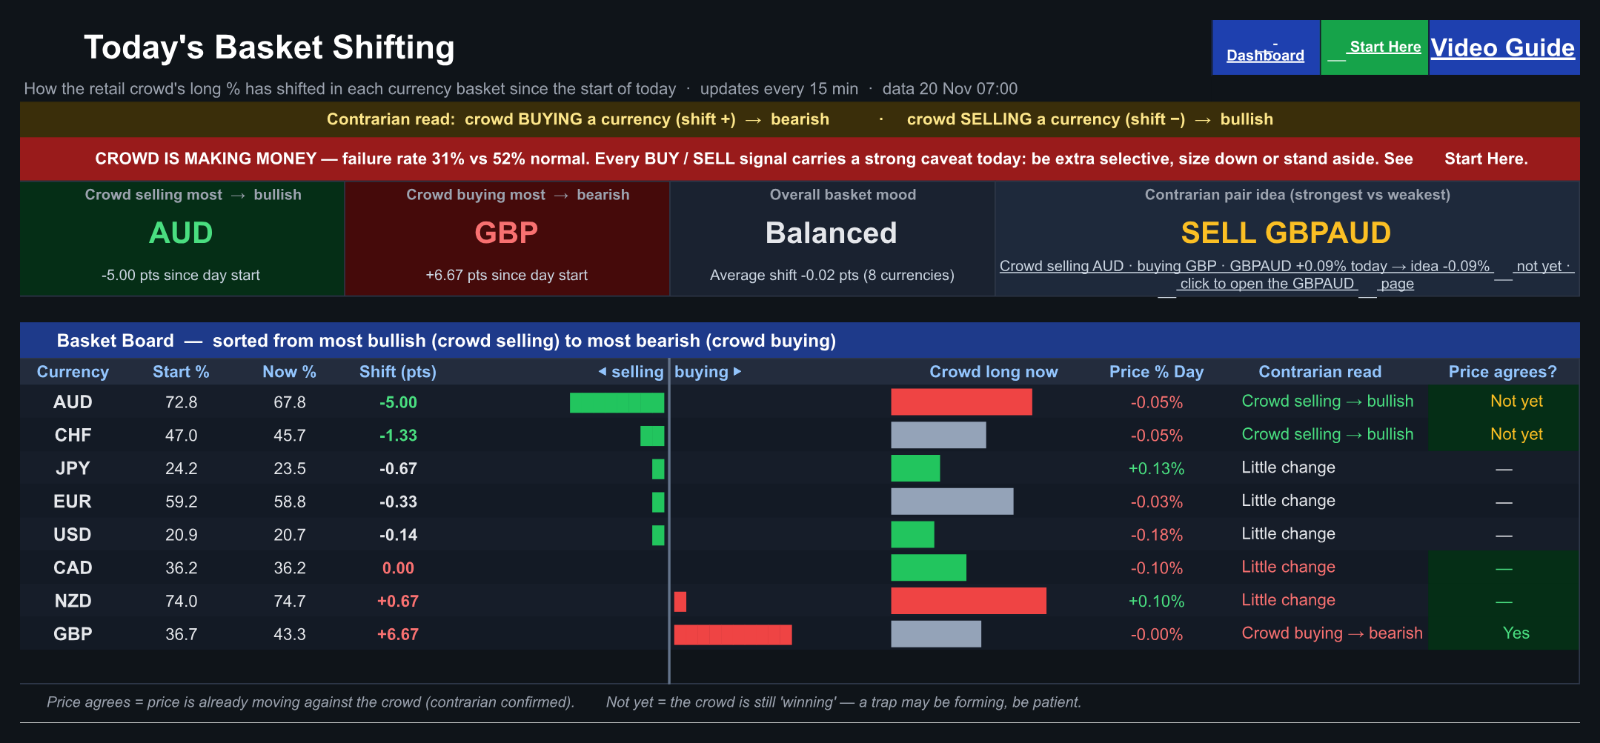 Today's Basket Shifting
Dashboard
Start Here
Video Guide
How the retail crowd's long % has shifted in each currency basket since the start of today · updates every 15 min · data 20 Nov 07:00
Contrarian read: crowd BUYING a currency (shift +) → bearish · crowd SELLING a currency (shift −) → bullish
CROWD IS MAKING MONEY — failure rate 31% vs 52% normal. Every BUY / SELL signal carries a strong caveat today: be extra selective, size down or stand aside. See Start Here.
Crowd selling most → bullish
AUD
-5.00 pts since day start
Crowd buying most → bearish
GBP
+6.67 pts since day start
Overall basket mood
Balanced
Average shift -0.02 pts (8 currencies)
Contrarian pair idea (strongest vs weakest)
SELL GBPAUD
Crowd selling AUD · buying GBP · GBPAUD +0.09% today → idea -0.09% not yet ·
click to open the GBPAUD page
Basket Board — sorted from most bullish (crowd selling) to most bearish (crowd buying)
Currency Start % Now % Shift (pts) ◄ selling buying ► Crowd long now Price % Day Contrarian read Price agrees?
AUD 72.8 67.8 -5.00 -0.05% Crowd selling → bullish Not yet
CHF 47.0 45.7 -1.33 -0.05% Crowd selling → bullish Not yet
JPY 24.2 23.5 -0.67 +0.13% Little change —
EUR 59.2 58.8 -0.33 -0.03% Little change —
USD 20.9 20.7 -0.14 -0.18% Little change —
CAD 36.2 36.2 0.00 -0.10% Little change —
NZD 74.0 74.7 +0.67 +0.10% Little change —
GBP 36.7 43.3 +6.67 -0.00% Crowd buying → bearish Yes
Price agrees = price is already moving against the crowd (contrarian confirmed). Not yet = the crowd is still 'winning' — a trap may be forming, be patient.